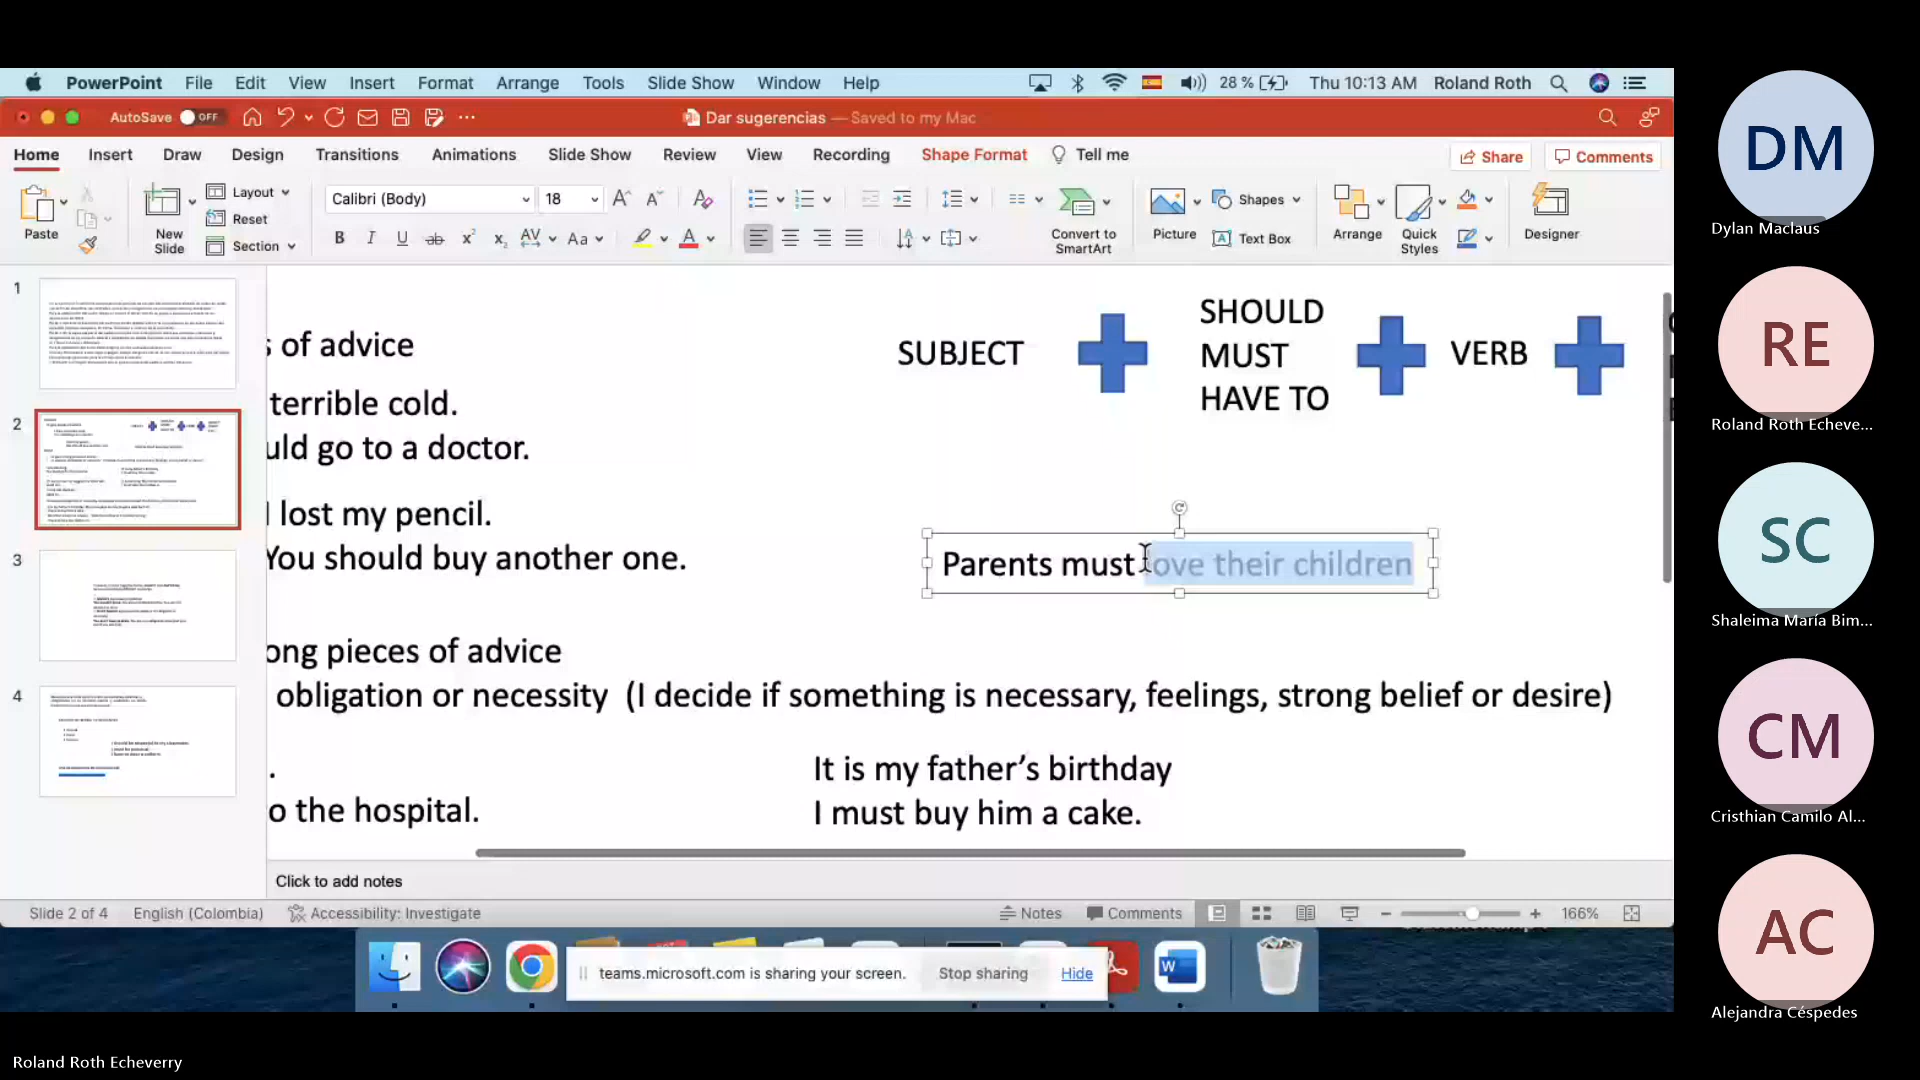 PowerPoint File Edit View Insert Format Arrange Tools Slide Show Window Help 28 % Thu 10:13 AM Roland Roth
AutoSave OFF Dar sugerencias — Saved to my Mac
Home Insert Draw Design Transitions Animations Slide Show Review View Recording Shape Format Tell me Share Comments
Paste
New Slide
Layout
Reset
Section
Calibri (Body) 18
Convert to SmartArt
Picture
Shapes
Text Box
Arrange
Quick Styles
Designer
1
2
3
4
of advice
terrible cold.
uld go to a doctor.
I lost my pencil.
You should buy another one.
SUBJECT
SHOULD
MUST
HAVE TO
VERB
Parents must love their children
ong pieces of advice
obligation or necessity (I decide if something is necessary, feelings, strong belief or desire)
o the hospital.
It is my father’s birthday
I must buy him a cake.
Click to add notes
Slide 2 of 4 English (Colombia) Accessibility: Investigate Notes Comments 166%
teams.microsoft.com is sharing your screen. Stop sharing Hide
DM
Dylan Maclaus
RE
Roland Roth Echeve...
SC
Shaleima María Bim...
CM
Cristhian Camilo Al...
AC
Alejandra Céspedes
Roland Roth Echeverry